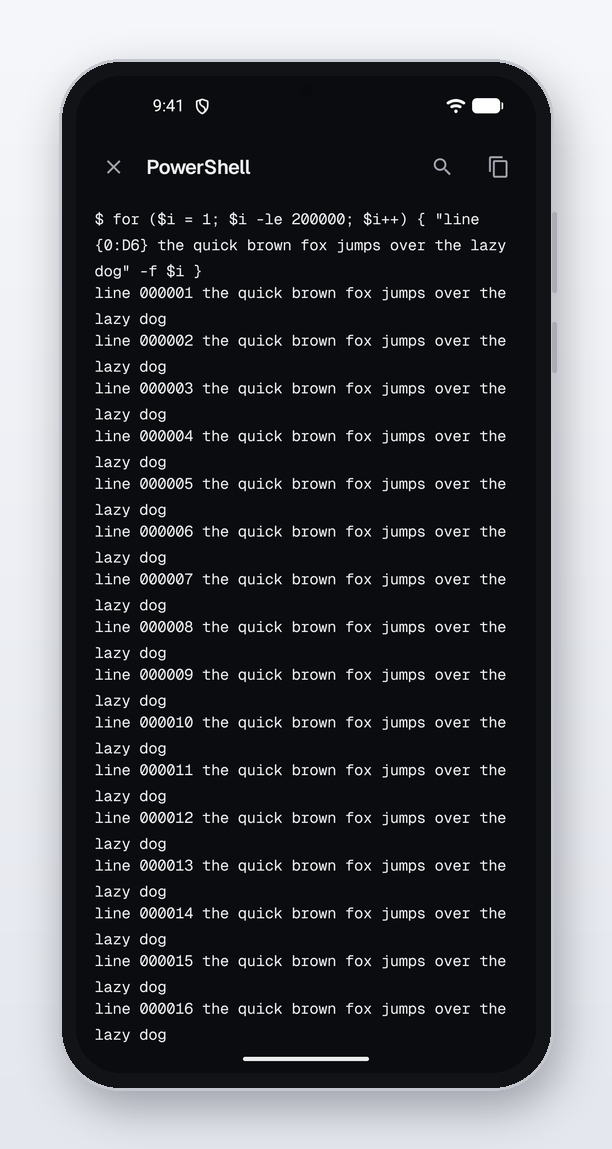 9:41
PowerShell
$ for ($i = 1; $i -le 200000; $i++) { "line
{0:D6} the quick brown fox jumps over the lazy
dog" -f $i }
line 000001 the quick brown fox jumps over the
lazy dog
line 000002 the quick brown fox jumps over the
lazy dog
line 000003 the quick brown fox jumps over the
lazy dog
line 000004 the quick brown fox jumps over the
lazy dog
line 000005 the quick brown fox jumps over the
lazy dog
line 000006 the quick brown fox jumps over the
lazy dog
line 000007 the quick brown fox jumps over the
lazy dog
line 000008 the quick brown fox jumps over the
lazy dog
line 000009 the quick brown fox jumps over the
lazy dog
line 000010 the quick brown fox jumps over the
lazy dog
line 000011 the quick brown fox jumps over the
lazy dog
line 000012 the quick brown fox jumps over the
lazy dog
line 000013 the quick brown fox jumps over the
lazy dog
line 000014 the quick brown fox jumps over the
lazy dog
line 000015 the quick brown fox jumps over the
lazy dog
line 000016 the quick brown fox jumps over the
lazy dog